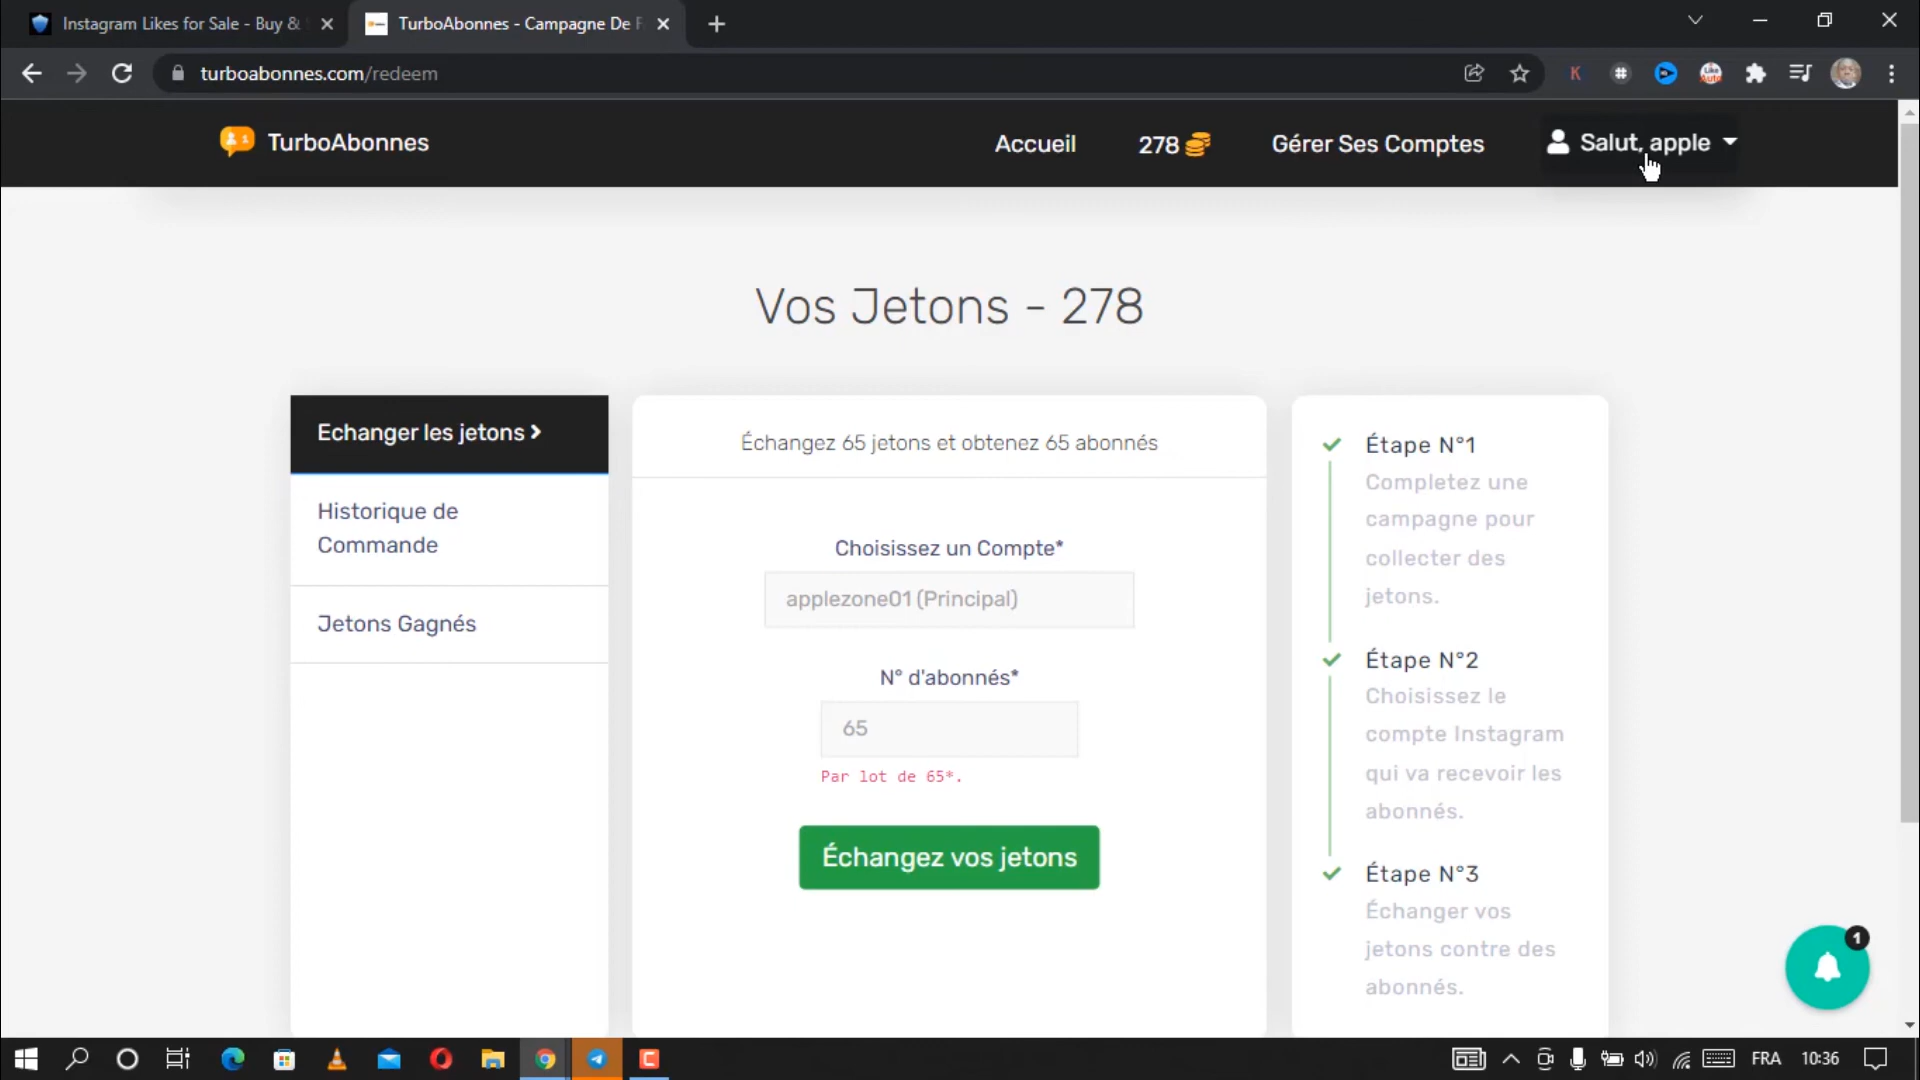 Instagram Likes for Sale - Buy &
TurboAbonnes - Campagne De F
turboabonnes.com/redeem
K
#
Like
Auto
TurboAbonnes
Accueil
278
Gérer Ses Comptes
Salut, apple
Vos Jetons - 278
Echanger les jetons
Historique de
Commande
Jetons Gagnés
Échangez 65 jetons et obtenez 65 abonnés
Choisissez un Compte*
applezone01 (Principal)
N° d'abonnés*
65
Par lot de 65*.
Échangez vos jetons
Étape N°1
Completez une
campagne pour
collecter des
jetons.
Étape N°2
Choisissez le
compte Instagram
qui va recevoir les
abonnés.
Étape N°3
Échanger vos
jetons contre des
abonnés.
1
FRA
10:36